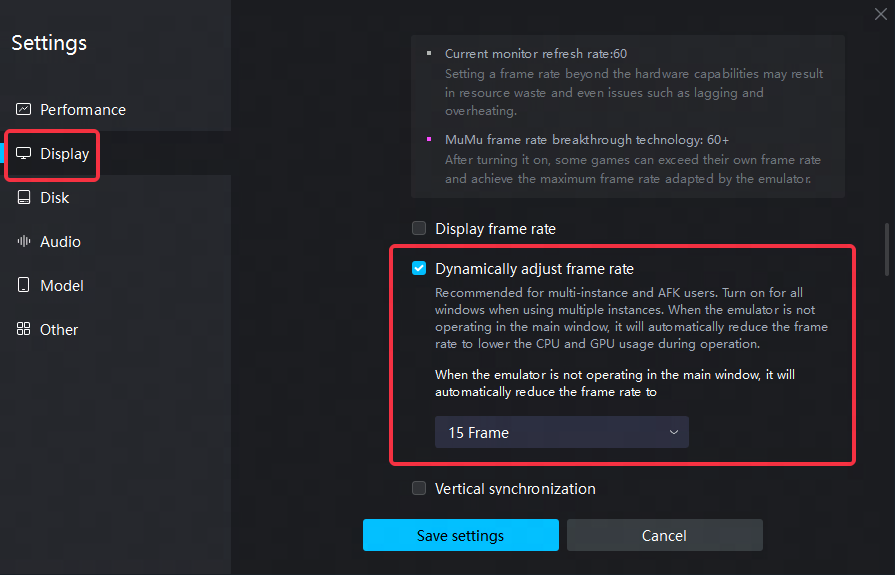 Settings
Performance
Display
Disk
Audio
Model
Other
Current monitor refresh rate:60
Setting a frame rate beyond the hardware capabilities may result
in resource waste and even issues such as lagging and
overheating.
MuMu frame rate breakthrough technology: 60+
After turning it on, some games can exceed their own frame rate
and achieve the maximum frame rate adapted by the emulator.
Display frame rate
Dynamically adjust frame rate
Recommended for multi-instance and AFK users. Turn on for all
windows when using multiple instances. When the emulator is not
operating in the main window, it will automatically reduce the frame
rate to lower the CPU and GPU usage during operation.
When the emulator is not operating in the main window, it will
automatically reduce the frame rate to
15 Frame
Vertical synchronization
Save settings
Cancel